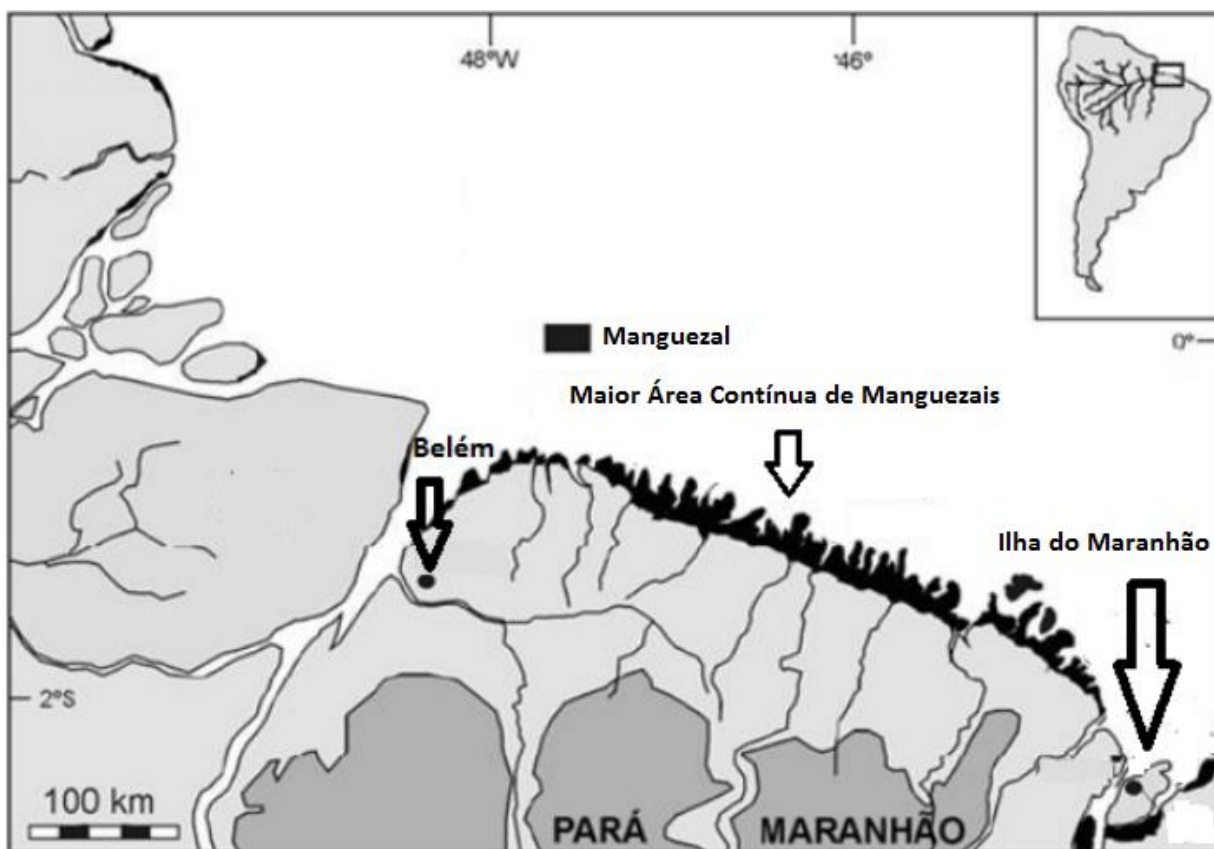 48°W
'46°
0°
Manguezal
Maior Área Contínua de Manguezais
Belém
Ilha do Maranhão
2°S
100 km
PARÁ
MARANHÃO